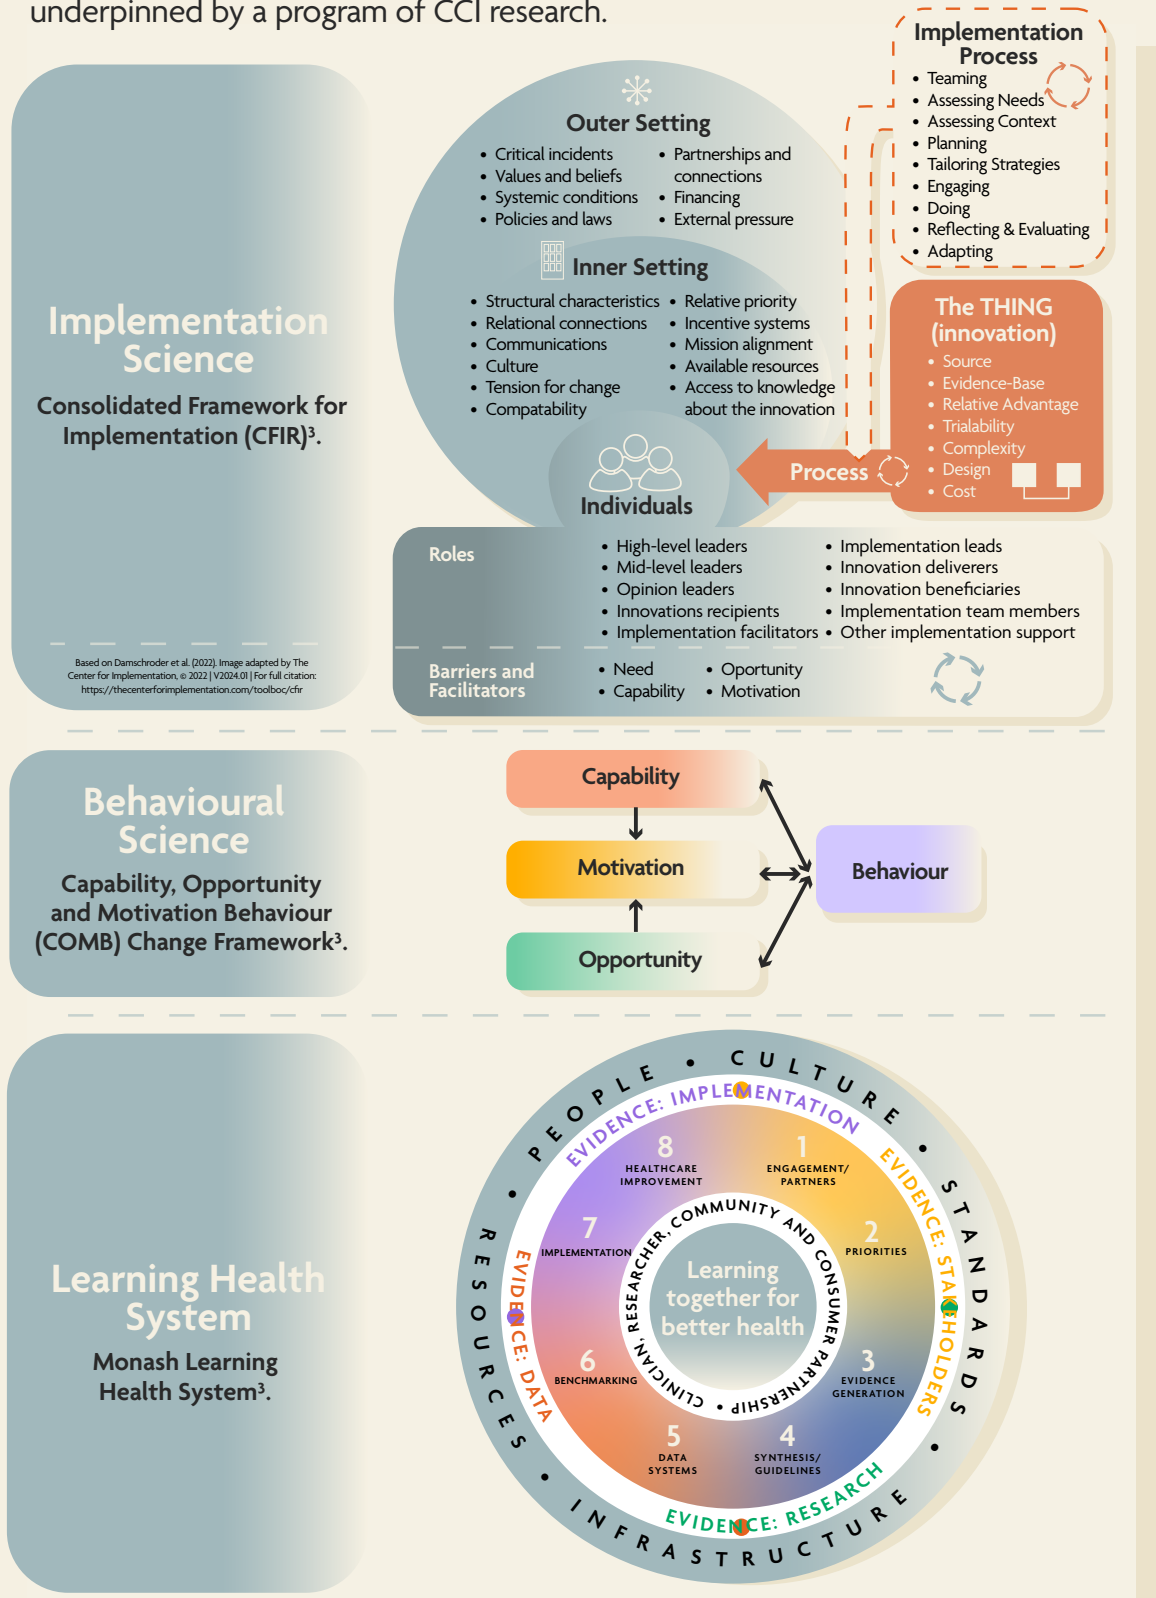 underpinned by a program of CCI research.
Implementation
Science
Consolidated Framework for
Implementation (CFIR)³.
Based on Damschroder et al. (2022). Image adapted by The
Center for Implementation, © 2022 | V2024.01 | For full citation:
https://thecenterforimplementation.com/toolboc/cfir
Outer Setting
• Critical incidents
• Values and beliefs
• Systemic conditions
• Policies and laws
• Partnerships and
connections
• Financing
• External pressure
Inner Setting
• Structural characteristics
• Relational connections
• Communications
• Culture
• Tension for change
• Compatability
• Relative priority
• Incentive systems
• Mission alignment
• Available resources
• Access to knowledge
about the innovation
Individuals
Implementation
Process
• Teaming
• Assessing Needs
• Assessing Context
• Planning
• Tailoring Strategies
• Engaging
• Doing
• Reflecting & Evaluating
• Adapting
The THING
(innovation)
• Source
• Evidence-Base
• Relative Advantage
• Trialability
• Complexity
• Design
• Cost
Process
Roles
• High-level leaders
• Mid-level leaders
• Opinion leaders
• Innovations recipients
• Implementation facilitators
• Implementation leads
• Innovation deliverers
• Innovation beneficiaries
• Implementation team members
• Other implementation support
Barriers and
Facilitators
• Need
• Capability
• Oportunity
• Motivation
Behavioural
Science
Capability, Opportunity
and Motivation Behaviour
(COMB) Change Framework³.
Capability
Motivation
Opportunity
Behaviour
Learning Health
System
Monash Learning
Health System³.
PEOPLE • CULTURE • STANDARDS • INFRASTRUCTURE • RESOURCES •
EVIDENCE: IMPLEMENTATION
EVIDENCE: STAKEHOLDERS
EVIDENCE: RESEARCH
EVIDENCE: DATA
1
ENGAGEMENT/
PARTNERS
2
PRIORITIES
3
EVIDENCE
GENERATION
4
SYNTHESIS/
GUIDELINES
5
DATA
SYSTEMS
6
BENCHMARKING
7
IMPLEMENTATION
8
HEALTHCARE
IMPROVEMENT
CLINICIAN, RESEARCHER, COMMUNITY AND CONSUMER PARTNERSHIP •
Learning
together for
better health